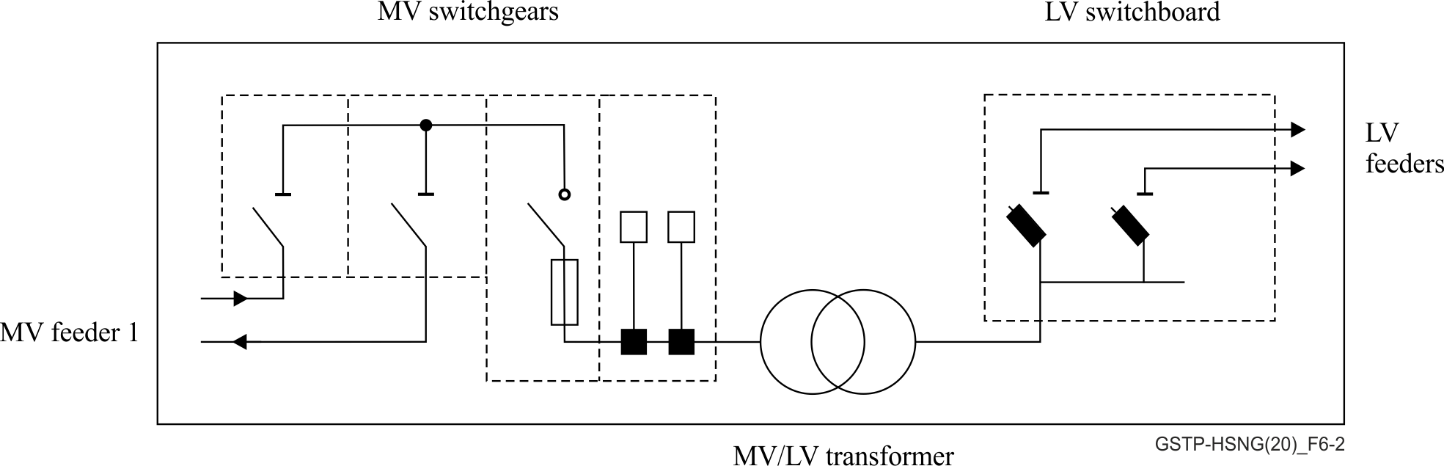 MV switchgears
LV switchboard
LV
feeders
MV feeder 1
GSTP-HSNG(20)_F6-2
MV/LV transformer